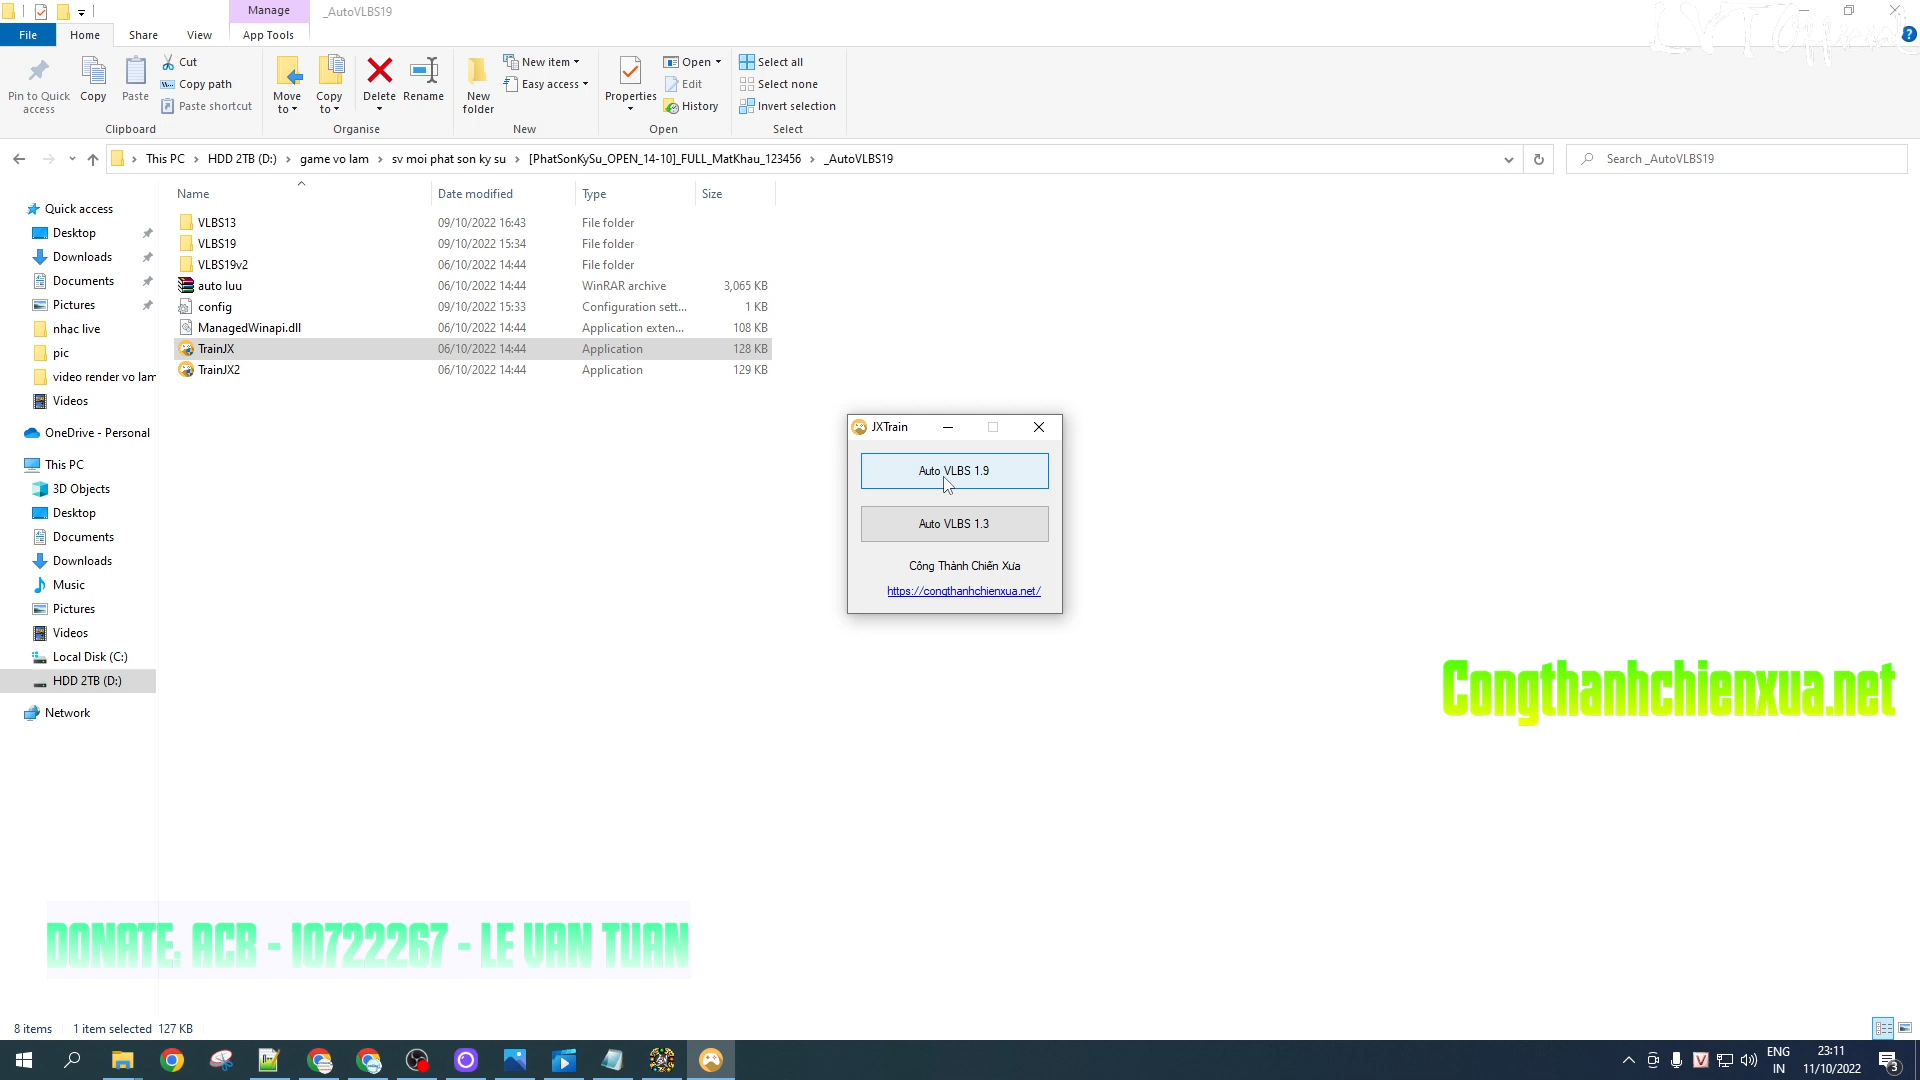 Manage
_AutoVLBS19
File
Home
Share
View
App Tools
Pin to Quick access
Copy
Paste
Cut
Copy path
Paste shortcut
Clipboard
Move to
Copy to
Delete
Rename
Organise
New folder
New item
Easy access
New
Properties
Open
Edit
History
Open
Select all
Select none
Invert selection
Select
This PC > HDD 2TB (D:) > game vo lam > sv moi phat son ky su > [PhatSonKySu_OPEN_14-10]_FULL_MatKhau_123456 > _AutoVLBS19
Search _AutoVLBS19
Name Date modified Type Size
VLBS13 09/10/2022 16:43 File folder
VLBS19 09/10/2022 15:34 File folder
VLBS19v2 06/10/2022 14:44 File folder
auto luu 06/10/2022 14:44 WinRAR archive 3,065 KB
config 09/10/2022 15:33 Configuration sett... 1 KB
ManagedWinapi.dll 06/10/2022 14:44 Application exten... 108 KB
TrainJX 06/10/2022 14:44 Application 128 KB
TrainJX2 06/10/2022 14:44 Application 129 KB
Quick access
Desktop
Downloads
Documents
Pictures
nhac live
pic
video render vo lam
Videos
OneDrive - Personal
This PC
3D Objects
Desktop
Documents
Downloads
Music
Pictures
Videos
Local Disk (C:)
HDD 2TB (D:)
Network
JXTrain
Auto VLBS 1.9
Auto VLBS 1.3
Công Thành Chiến Xưa
https://congthanhchienxua.net/
Congthanhchienxua.net
DONATE: ACB - 10722267 - LE VAN TUAN
8 items 1 item selected 127 KB
ENG
IN
23:11
11/10/2022
3